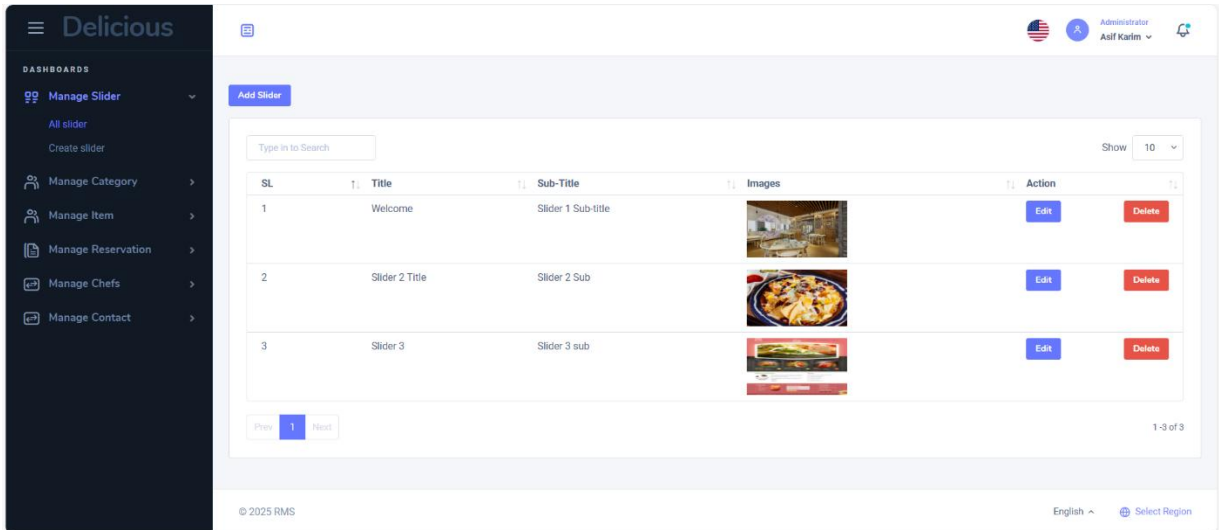 Delicious
Administrator
Asif Karim
DASHBOARDS
Manage Slider
All slider
Create slider
Manage Category
Manage Item
Manage Reservation
Manage Chefs
Manage Contact
Add Slider
Type in to Search
Show 10
SL Title Sub-Title Images Action
1 Welcome Slider 1 Sub-title Edit Delete
2 Slider 2 Title Slider 2 Sub Edit Delete
3 Slider 3 Slider 3 sub Edit Delete
Prev 1 Next
1 -3 of 3
© 2025 RMS
English
Select Region